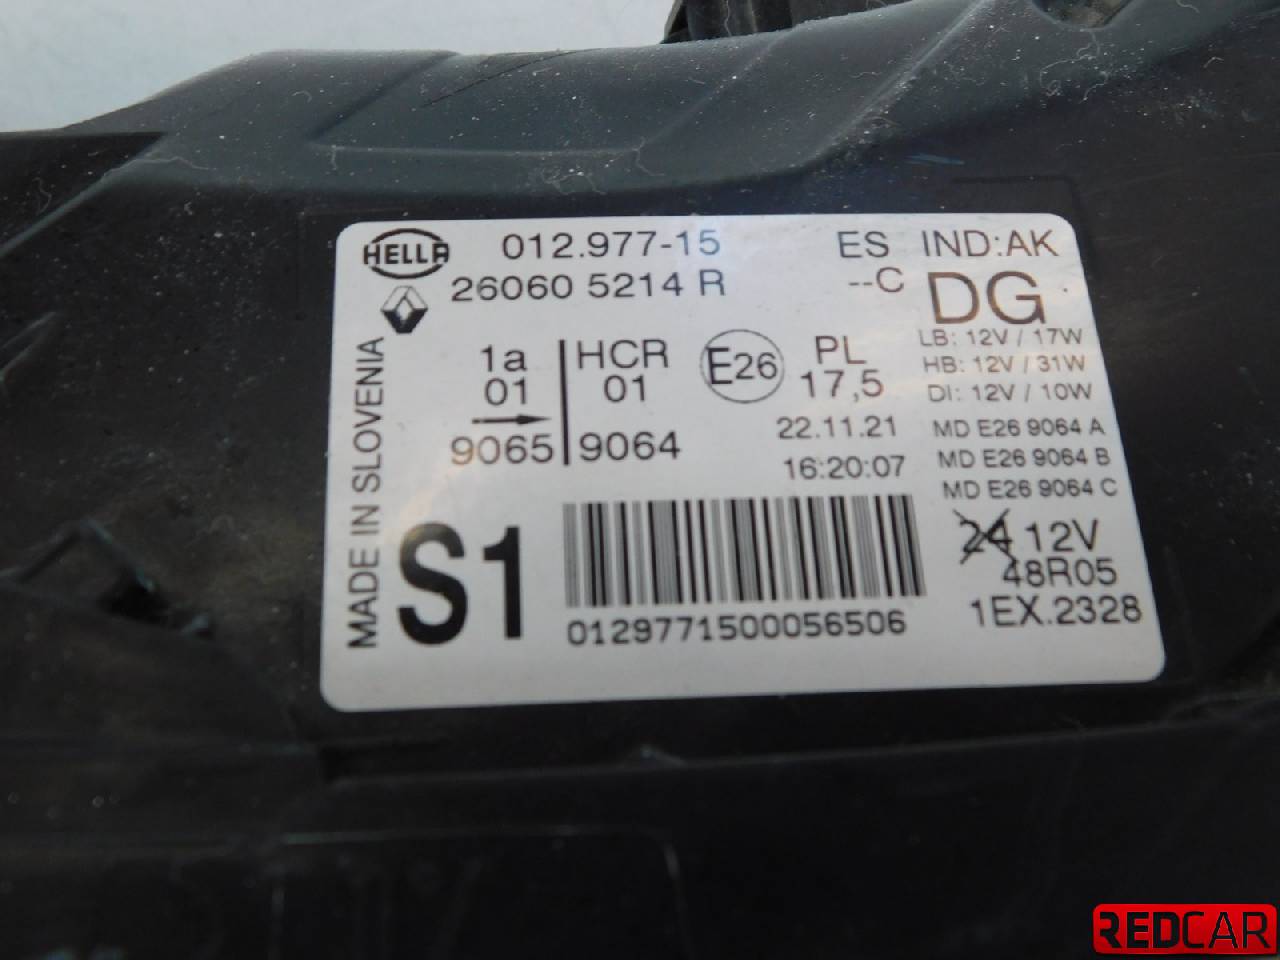 HELLA 012.977-15 ES IND:AK
26060 5214 R --C DG
MADE IN SLOVENIA
1a HCR E26 PL LB: 12V / 17W
01 01 17,5 HB: 12V / 31W
DI: 12V / 10W
9065 9064 22.11.21 MD E26 9064 A
16:20:07 MD E26 9064 B
MD E26 9064 C
S1 24 12V
48R05
0129771500056506 1EX.2328
REDCAR